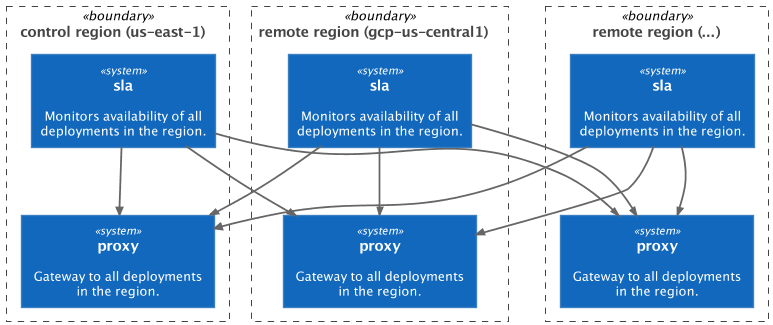 «boundary»
control region (us-east-1)
«system»
sla
Monitors availability of all
deployments in the region.
«system»
proxy
Gateway to all deployments
in the region.
«boundary»
remote region (gcp-us-central1)
«system»
sla
Monitors availability of all
deployments in the region.
«system»
proxy
Gateway to all deployments
in the region.
«boundary»
remote region (...)
«system»
sla
Monitors availability of all
deployments in the region.
«system»
proxy
Gateway to all deployments
in the region.